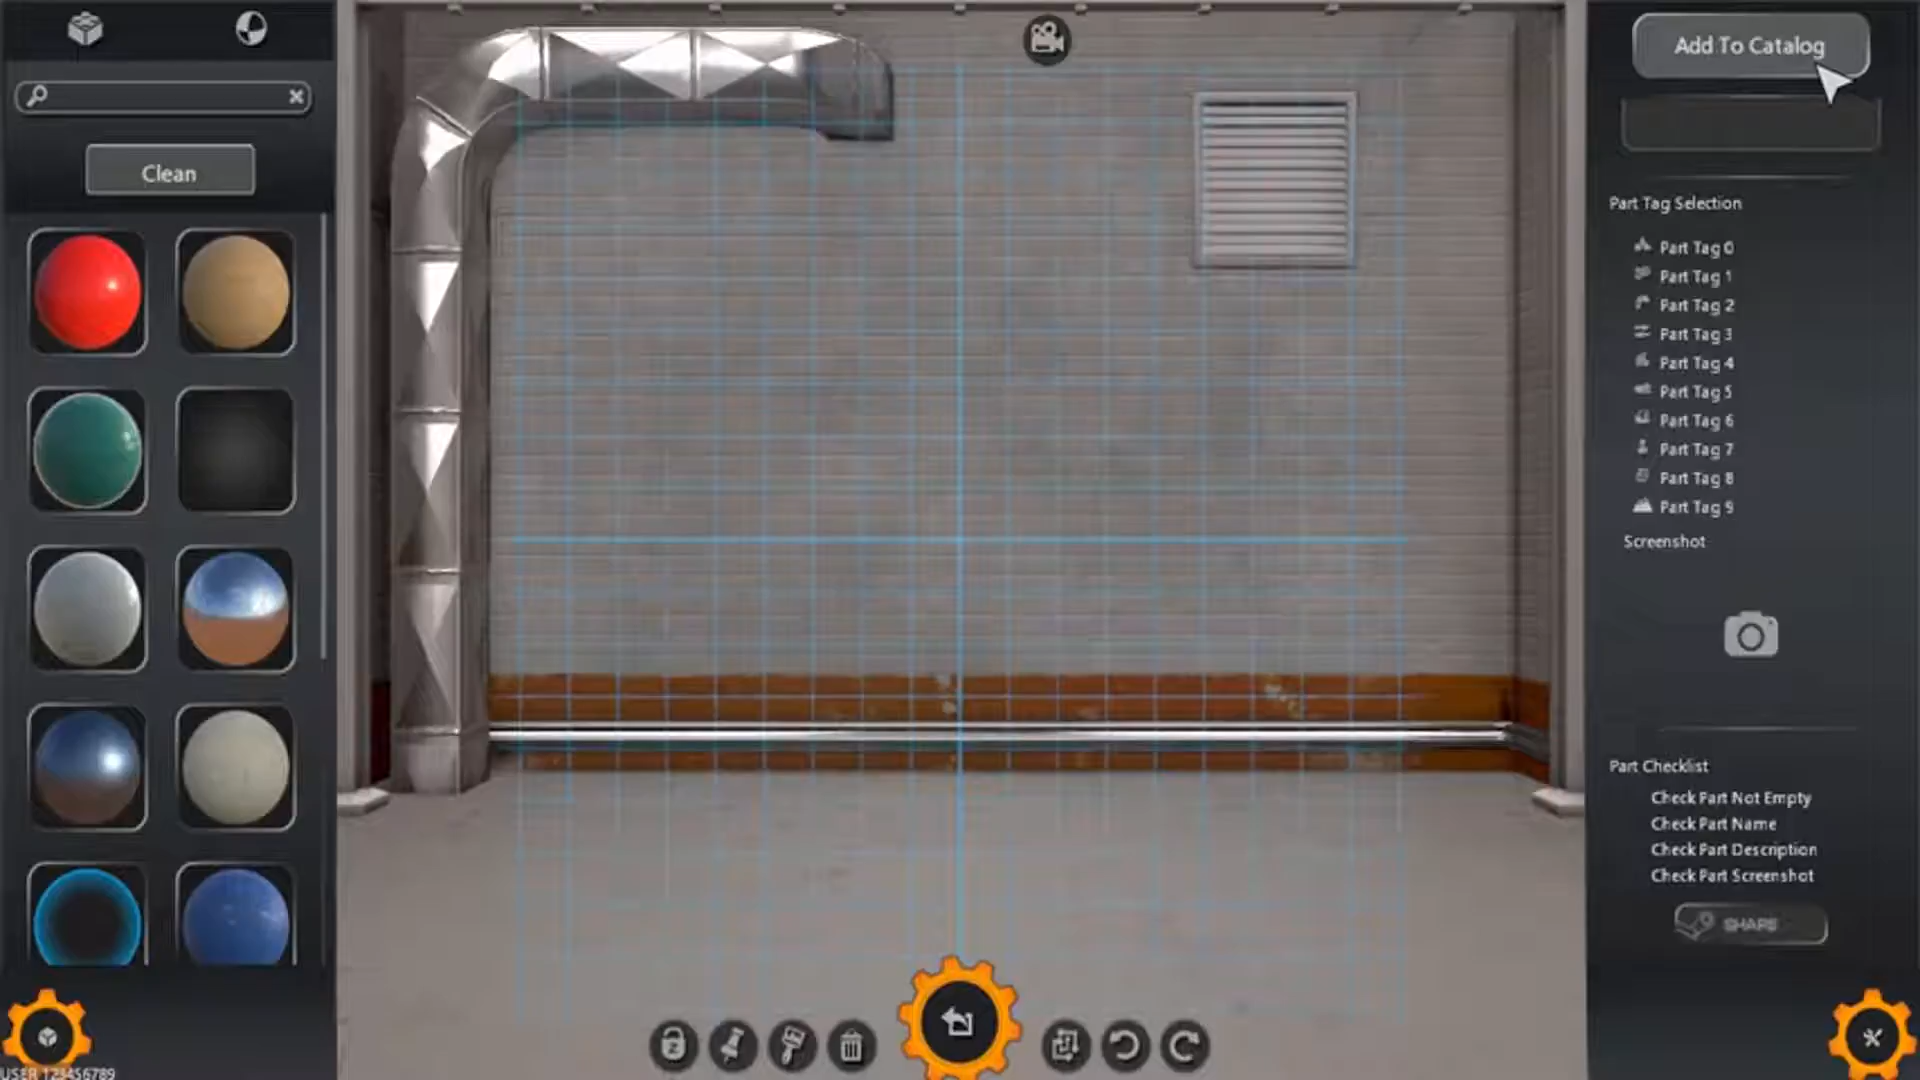 Add To Catalog
Clean
Part Tag Selection
Part Tag 0
Part Tag 1
Part Tag 2
Part Tag 3
Part Tag 4
Part Tag 5
Part Tag 6
Part Tag 7
Part Tag 8
Part Tag 9
Screenshot
Part Checklist
Check Part Not Empty
Check Part Name
Check Part Description
Check Part Screenshot
SHARE
USER 123456789